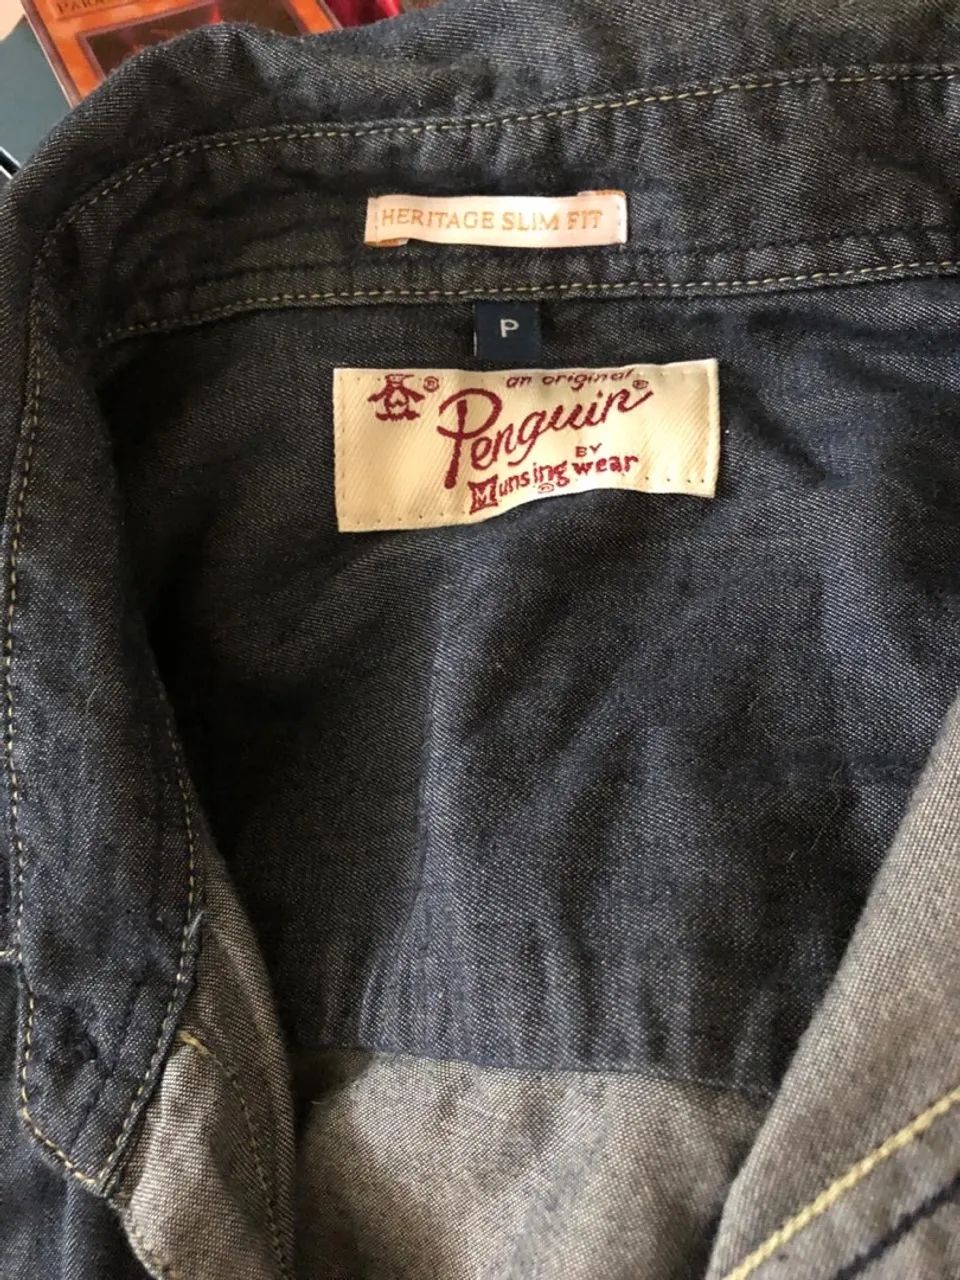 HERITAGE SLIM FIT
P
an original
Penguin®
BY
Munsingwear
®